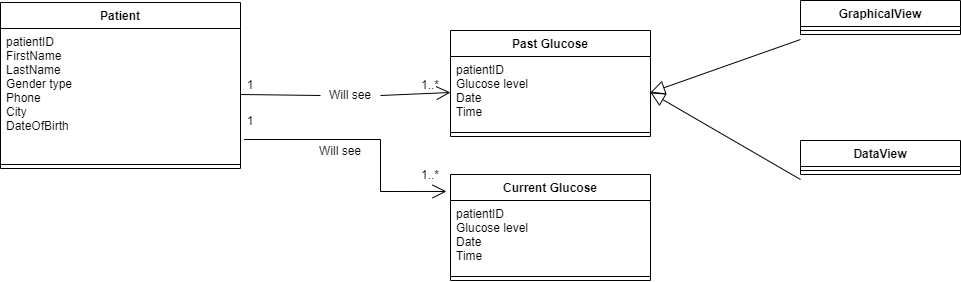 Patient
patientID
FirstName
LastName
Gender type
Phone
City
DateOfBirth
1
Will see
1..*
1
Will see
1..*
Past Glucose
patientID
Glucose level
Date
Time
Current Glucose
patientID
Glucose level
Date
Time
GraphicalView
DataView